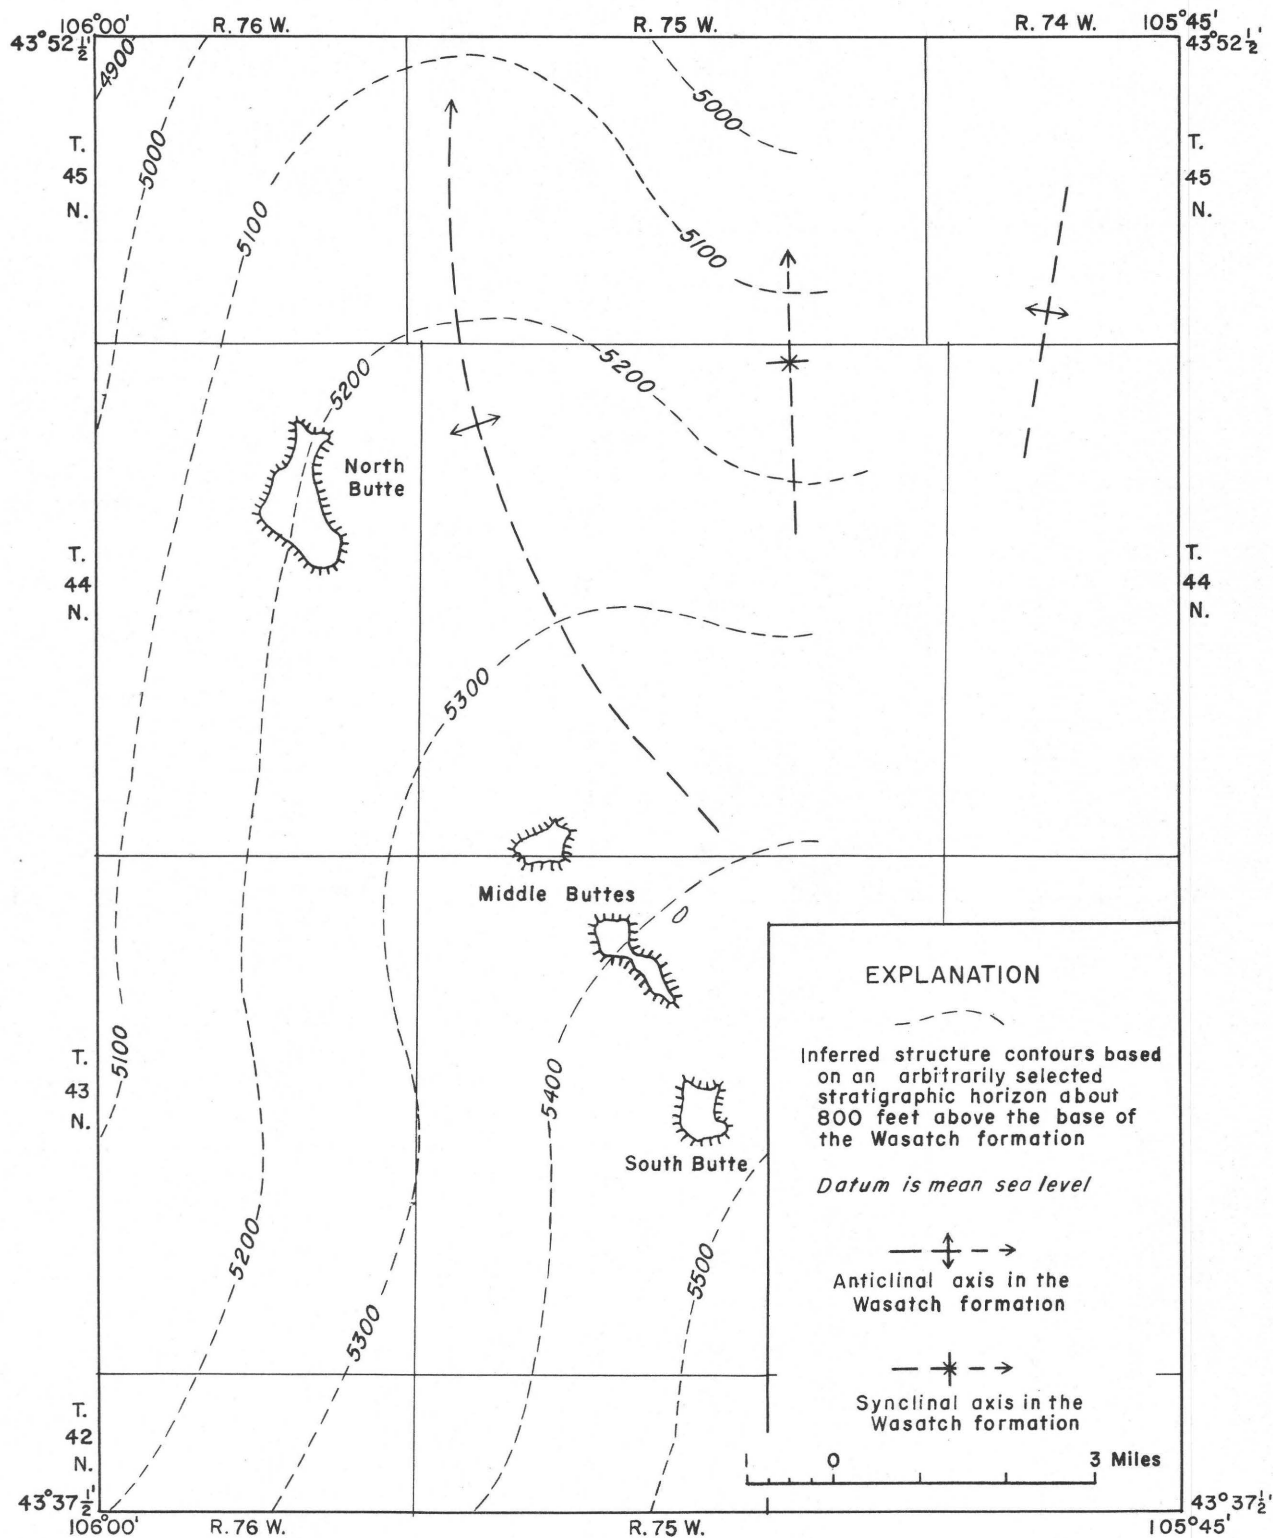 106°00'
R. 76 W.
R. 75 W.
R. 74 W.
105°45'
43°52½'
43°52½'
4900
5000
5000
T.
45
N.
T.
45
N.
5100
5100
5200
5200
North
Butte
T.
44
N.
T.
44
N.
5300
Middle Buttes
EXPLANATION
Inferred structure contours based
on an arbitrarily selected
stratigraphic horizon about
800 feet above the base of
the Wasatch formation
Datum is mean sea level
Anticlinal axis in the
Wasatch formation
Synclinal axis in the
Wasatch formation
T.
43
N.
5100
5400
South Butte
5200
5300
5500
T.
42
N.
1 0 3 Miles
43°37½'
43°37½'
106°00'
R. 76 W.
R. 75 W.
105°45'